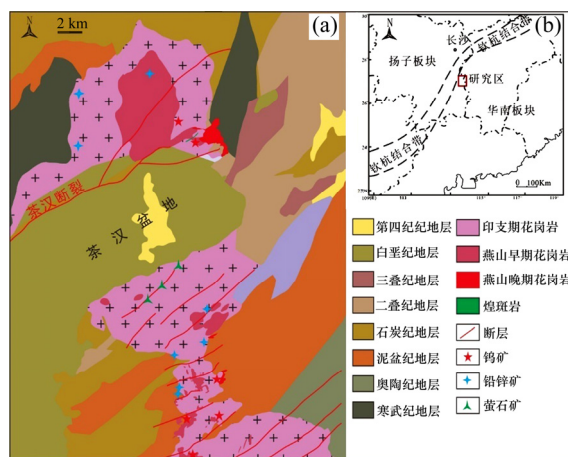 2 km
(a)
N
茶汉断裂
茶汉盆地
(b)
N
长沙
钦杭结合带
扬子板块
研究区
华南板块
钦杭结合带
0 100Km
109°
113°
117°
119°
第四纪纪地层
印支期花岗岩
白垩纪地层
燕山早期花岗岩
三叠纪地层
燕山晚期花岗岩
二叠纪地层
煌斑岩
石炭纪地层
断层
泥盆纪地层
钨矿
奥陶纪地层
铅锌矿
寒武纪地层
萤石矿